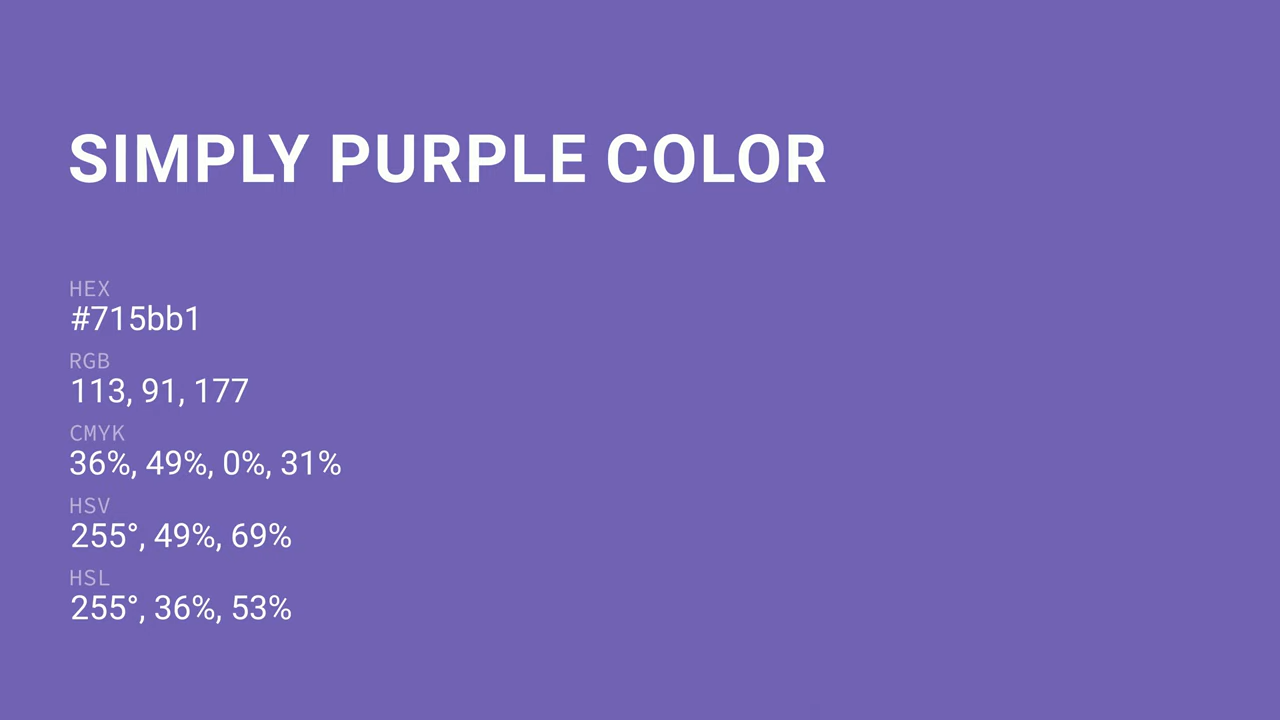 SIMPLY PURPLE COLOR
HEX
#715bb1
RGB
113, 91, 177
CMYK
36%, 49%, 0%, 31%
HSV
255°, 49%, 69%
HSL
255°, 36%, 53%